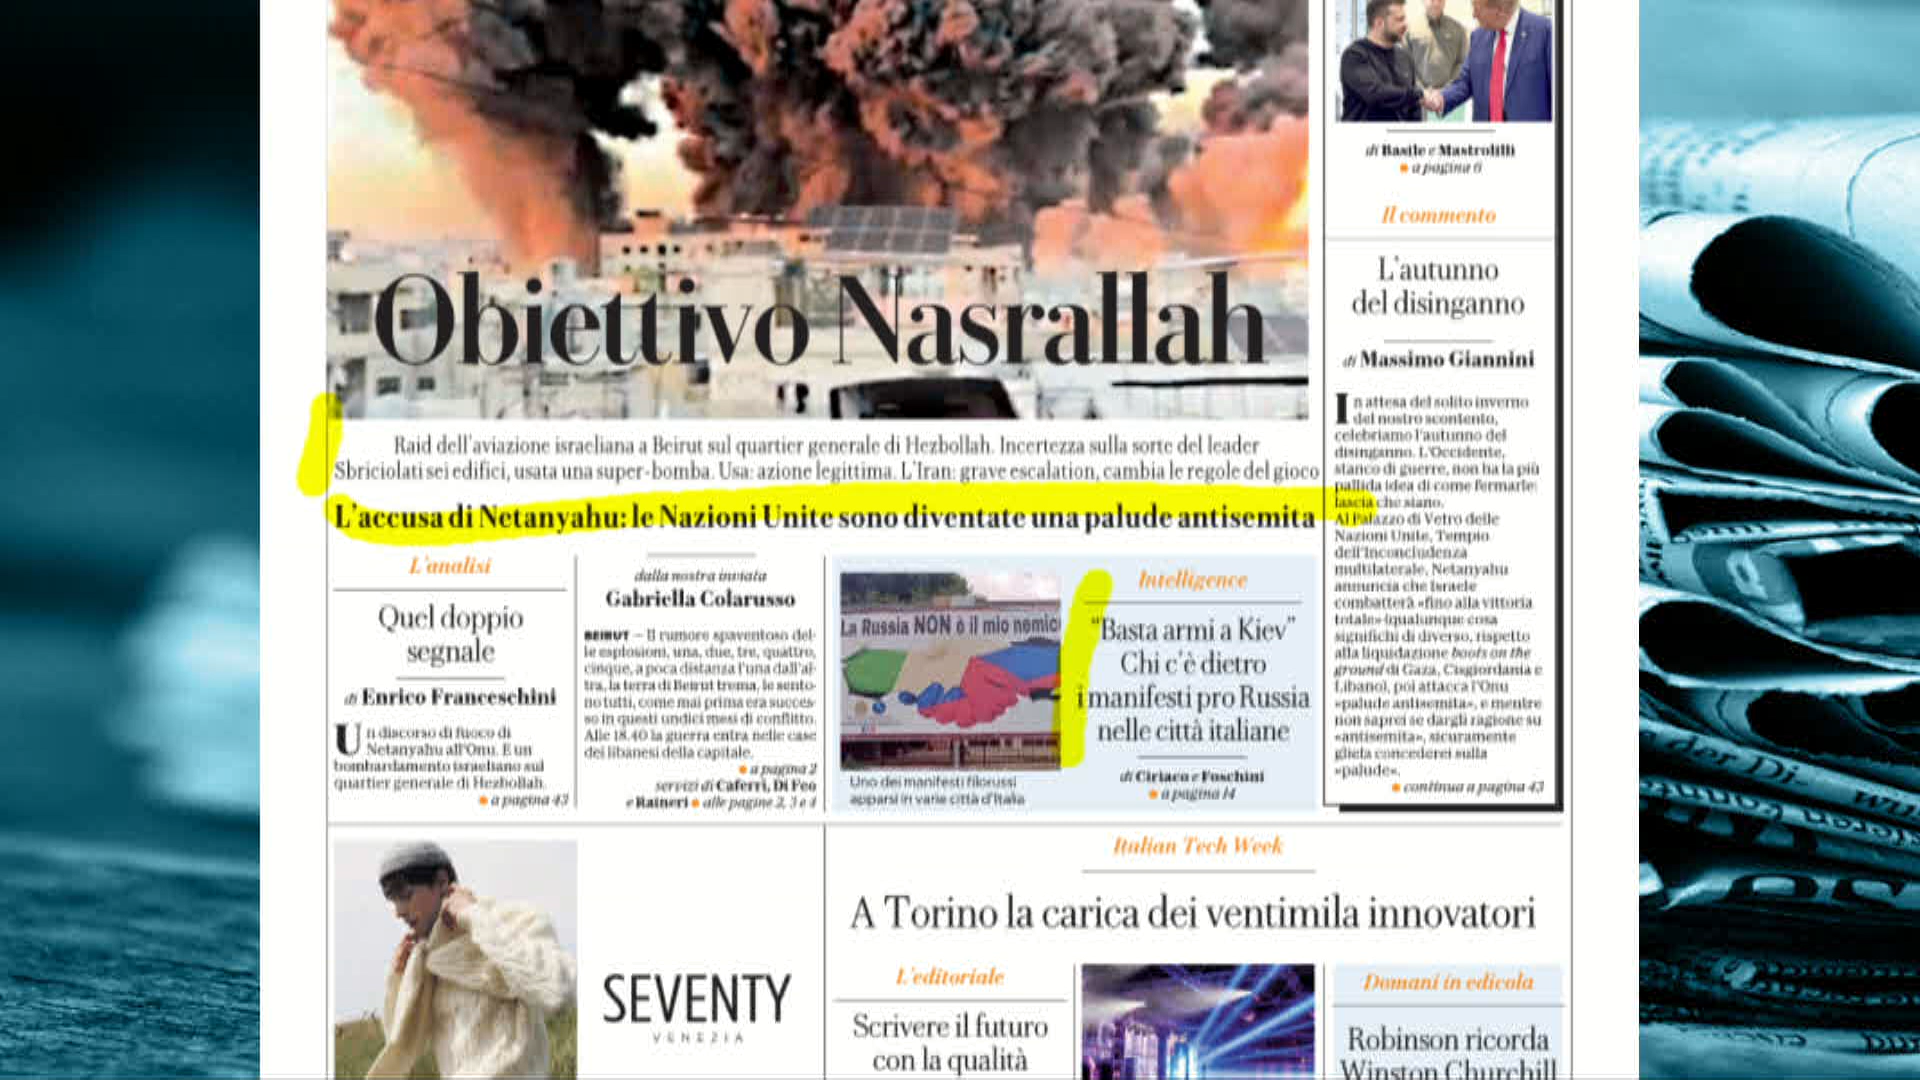 Obiettivo Nasrallah
Raid dell'aviazione israeliana a Beirut sul quartier generale di Hezbollah. Incertezza sulla sorte del leader
Sbriciolati sei edifici, usata una super-bomba. Usa: azione legittima. L'Iran: grave escalation, cambia le regole del gioco
L'accusa di Netanyahu: le Nazioni Unite sono diventate una palude antisemita
L'analisi
Quel doppio
segnale
di Enrico Franceschini
Un discorso di fuoco di
Netanyahu all'Onu. E un
bombardamento israeliano sul
quartier generale di Hezbollah.
a pagina 43
dalla nostra inviata
Gabriella Colarusso
BEIRUT – Il rumore spaventoso del-
le esplosioni, una, due, tre, quattro,
cinque, a poca distanza l'una dall'al-
tra, la terra di Beirut trema, lo sento-
no tutti, come mai prima era succes-
so in questi undici mesi di conflitto.
Alle 18.40 la guerra entra nelle case
dei libanesi della capitale.
a pagina 2
servizi di Caferri, Di Feo
e Raineri alle pagine 2, 3 e 4
La Russia NON è il mio nemico
Uno dei manifesti filorussi
apparsi in varie città d'Italia
Intelligence
"Basta armi a Kiev"
Chi c'è dietro
i manifesti pro Russia
nelle città italiane
di Ciriaco e Foschini
a pagina 14
di Basile e Mastrolilli
a pagina 6
Il commento
L'autunno
del disinganno
di Massimo Giannini
In attesa del solito inverno
del nostro scontento,
celebriamo l'autunno del
disinganno. L'Occidente,
stanco di guerre, non ha la più
pallida idea di come fermarle:
lascia che siano.
Al Palazzo di Vetro delle
Nazioni Unite, Tempio
dell'Inconcludenza
multilaterale, Netanyahu
annuncia che Israele
combatterà «fino alla vittoria
totale» (qualunque cosa
significhi di diverso, rispetto
alla liquidazione boots on the
ground di Gaza, Cisgiordania e
Libano), poi attacca l'Onu
«palude antisemita», e mentre
non saprei se dargli ragione su
«antisemita», sicuramente
gliela concederei sulla
«palude».
continua a pagina 43
SEVENTY
VENEZIA
Italian Tech Week
A Torino la carica dei ventimila innovatori
L'editoriale
Scrivere il futuro
con la qualità
Domani in edicola
Robinson ricorda
Winston Churchill